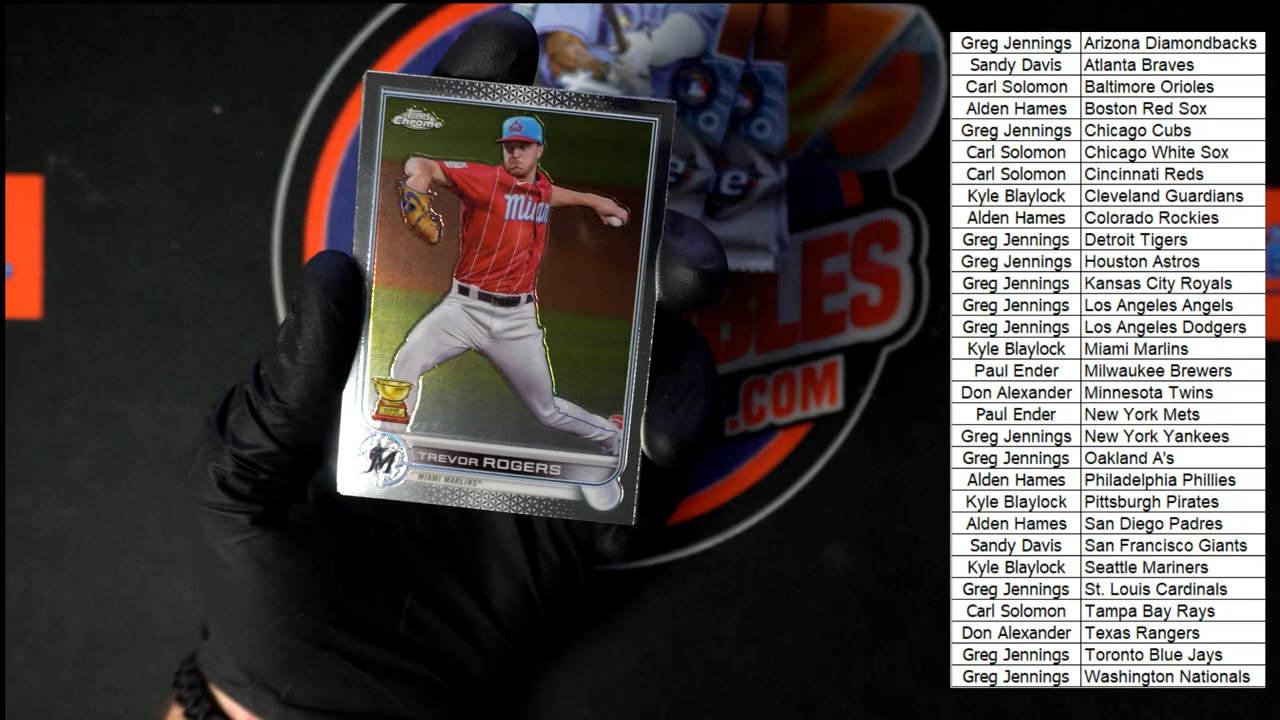 Topps
Chrome
Miami
TREVOR ROGERS
MIAMI MARLINS
BLES
.COM
Greg Jennings Arizona Diamondbacks
Sandy Davis Atlanta Braves
Carl Solomon Baltimore Orioles
Alden Hames Boston Red Sox
Greg Jennings Chicago Cubs
Carl Solomon Chicago White Sox
Carl Solomon Cincinnati Reds
Kyle Blaylock Cleveland Guardians
Alden Hames Colorado Rockies
Greg Jennings Detroit Tigers
Greg Jennings Houston Astros
Greg Jennings Kansas City Royals
Greg Jennings Los Angeles Angels
Greg Jennings Los Angeles Dodgers
Kyle Blaylock Miami Marlins
Paul Ender Milwaukee Brewers
Don Alexander Minnesota Twins
Paul Ender New York Mets
Greg Jennings New York Yankees
Greg Jennings Oakland A's
Alden Hames Philadelphia Phillies
Kyle Blaylock Pittsburgh Pirates
Alden Hames San Diego Padres
Sandy Davis San Francisco Giants
Kyle Blaylock Seattle Mariners
Greg Jennings St. Louis Cardinals
Carl Solomon Tampa Bay Rays
Don Alexander Texas Rangers
Greg Jennings Toronto Blue Jays
Greg Jennings Washington Nationals